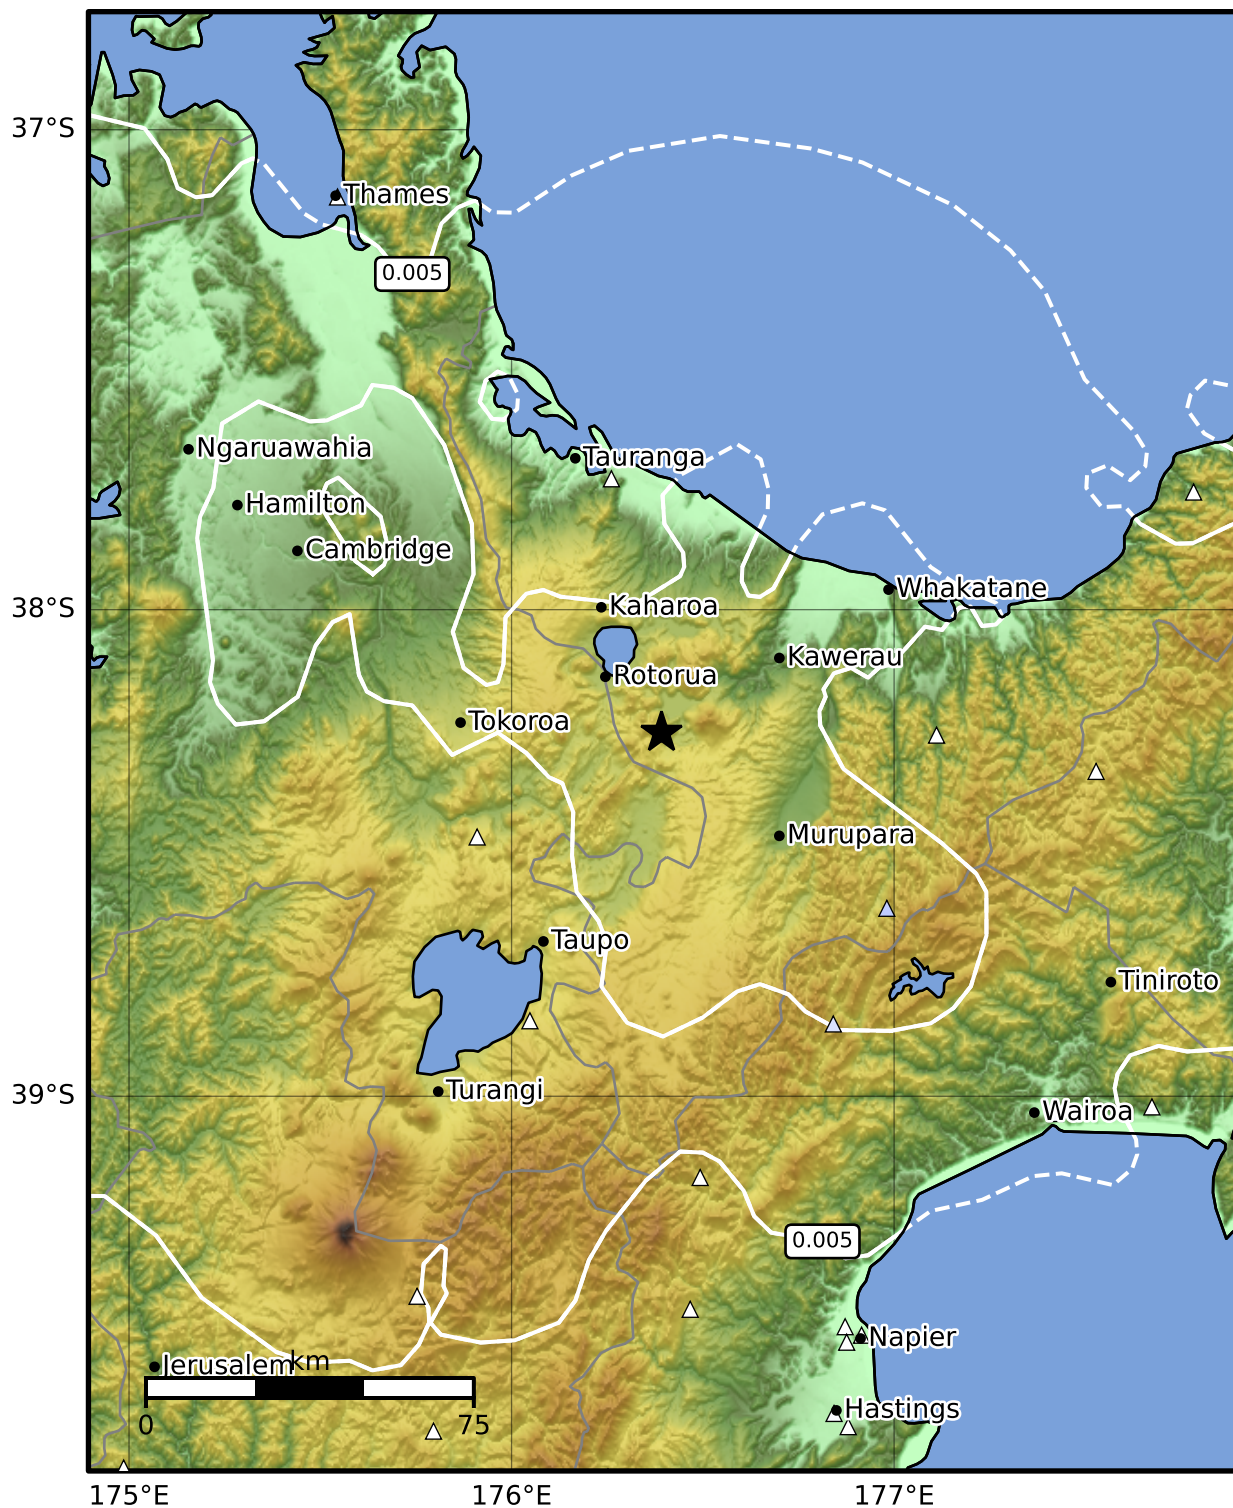 37°S
Thames
0.005
Ngaruawahia
Tauranga
Hamilton
Cambridge
Whakatane
38°S
Kaharoa
Kawerau
Rotorua
Tokoroa
Murupara
Taupo
Tiniroto
39°S
Turangi
Wairoa
0.005
Napier
Jerusalem
km
0
75
Hastings
175°E
176°E
177°E